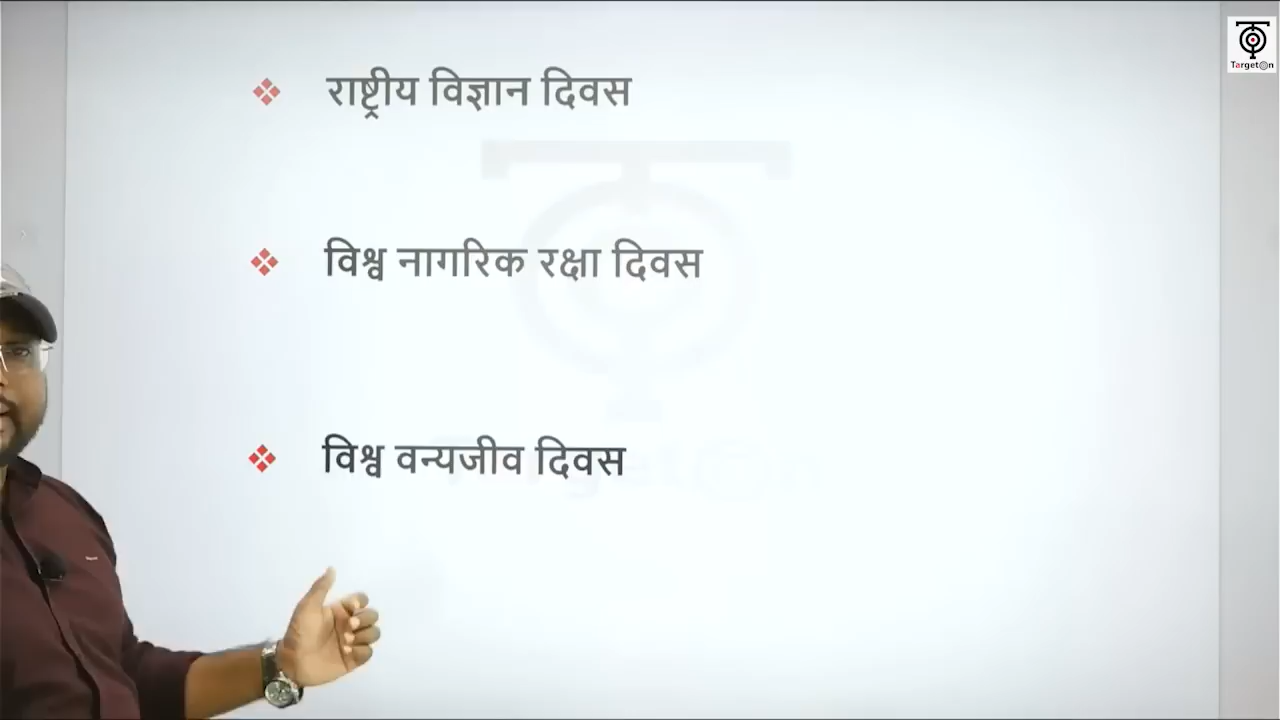 राष्ट्रीय विज्ञान दिवस
विश्व नागरिक रक्षा दिवस
विश्व वन्यजीव दिवस
Target@n